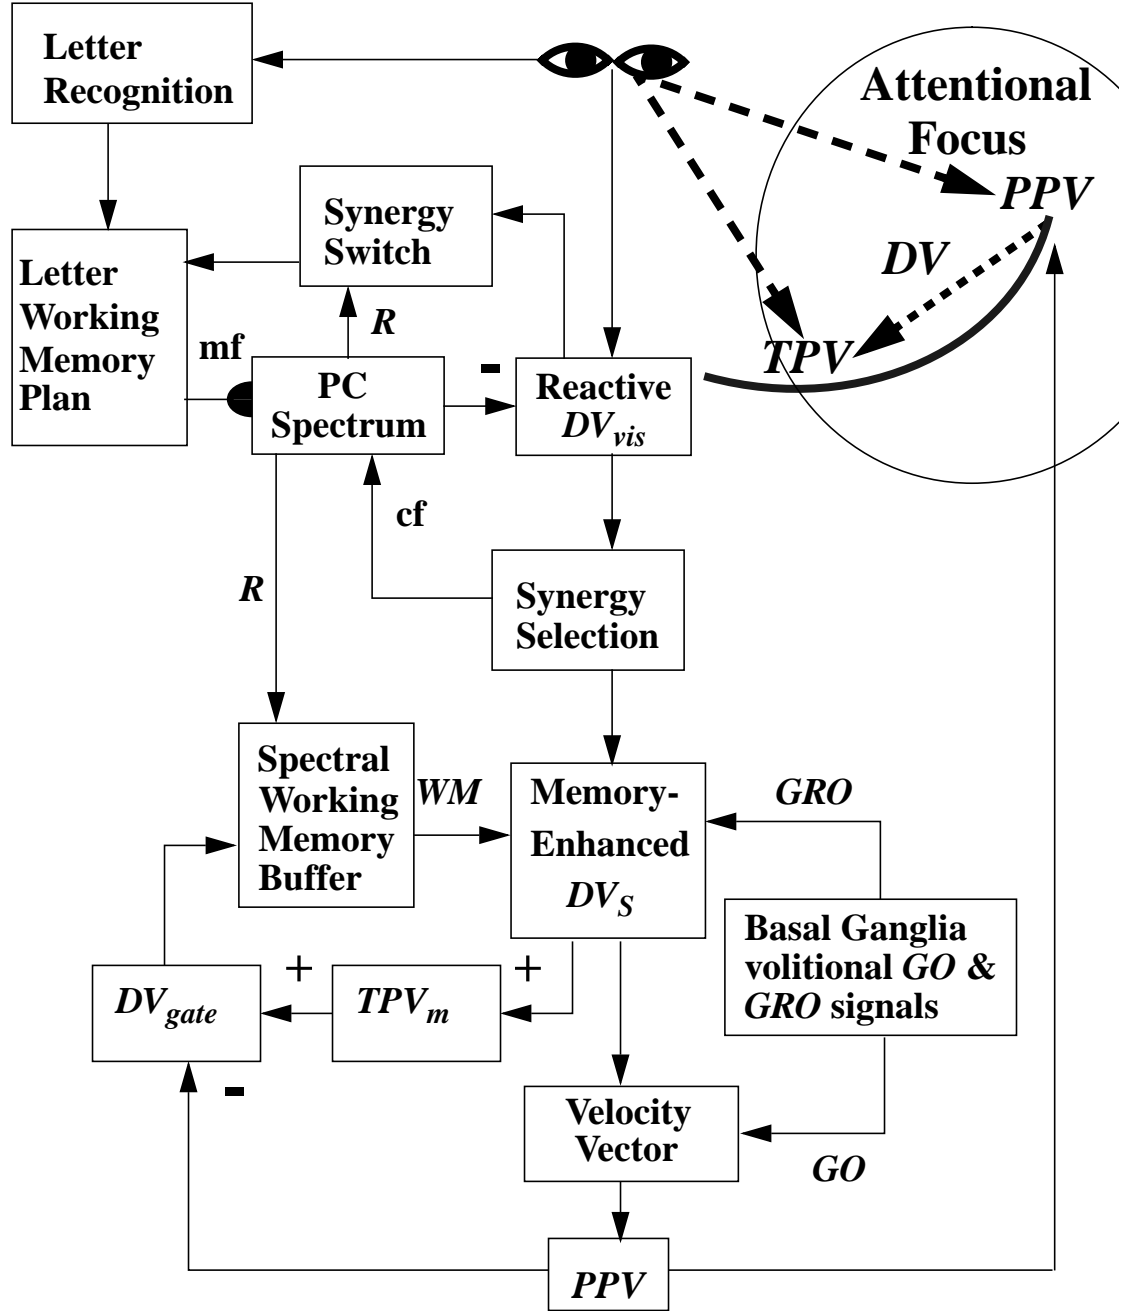 Letter
Recognition
Attentional
Focus
PPV
DV
TPV
Synergy
Switch
Letter
Working
Memory
Plan
mf
R
PC
Spectrum
-
Reactive
DVvis
cf
R
Synergy
Selection
Spectral
Working
Memory
Buffer
WM
Memory-
Enhanced
DVS
GRO
Basal Ganglia
volitional GO &
GRO signals
DVgate
+
TPVm
+
-
Velocity
Vector
GO
PPV